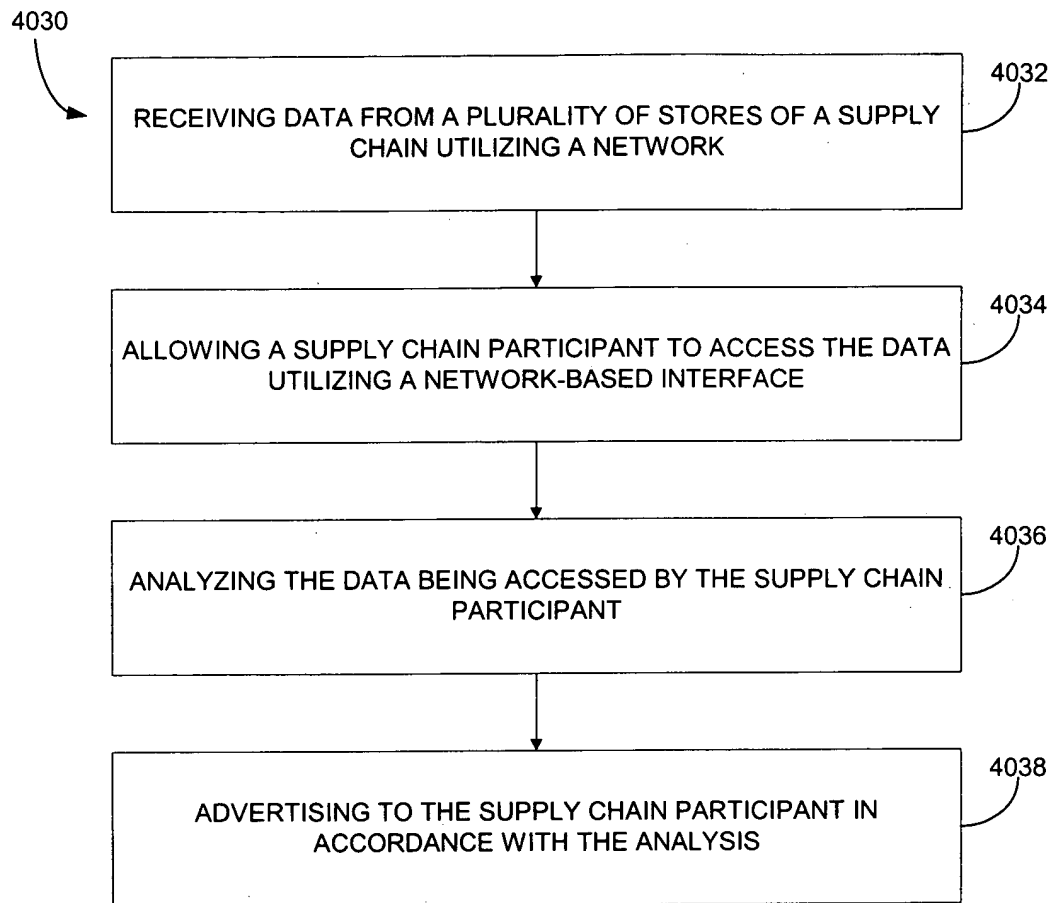 4030
4032
RECEIVING DATA FROM A PLURALITY OF STORES OF A SUPPLY
CHAIN UTILIZING A NETWORK
4034
ALLOWING A SUPPLY CHAIN PARTICIPANT TO ACCESS THE DATA
UTILIZING A NETWORK-BASED INTERFACE
4036
ANALYZING THE DATA BEING ACCESSED BY THE SUPPLY CHAIN
PARTICIPANT
4038
ADVERTISING TO THE SUPPLY CHAIN PARTICIPANT IN
ACCORDANCE WITH THE ANALYSIS